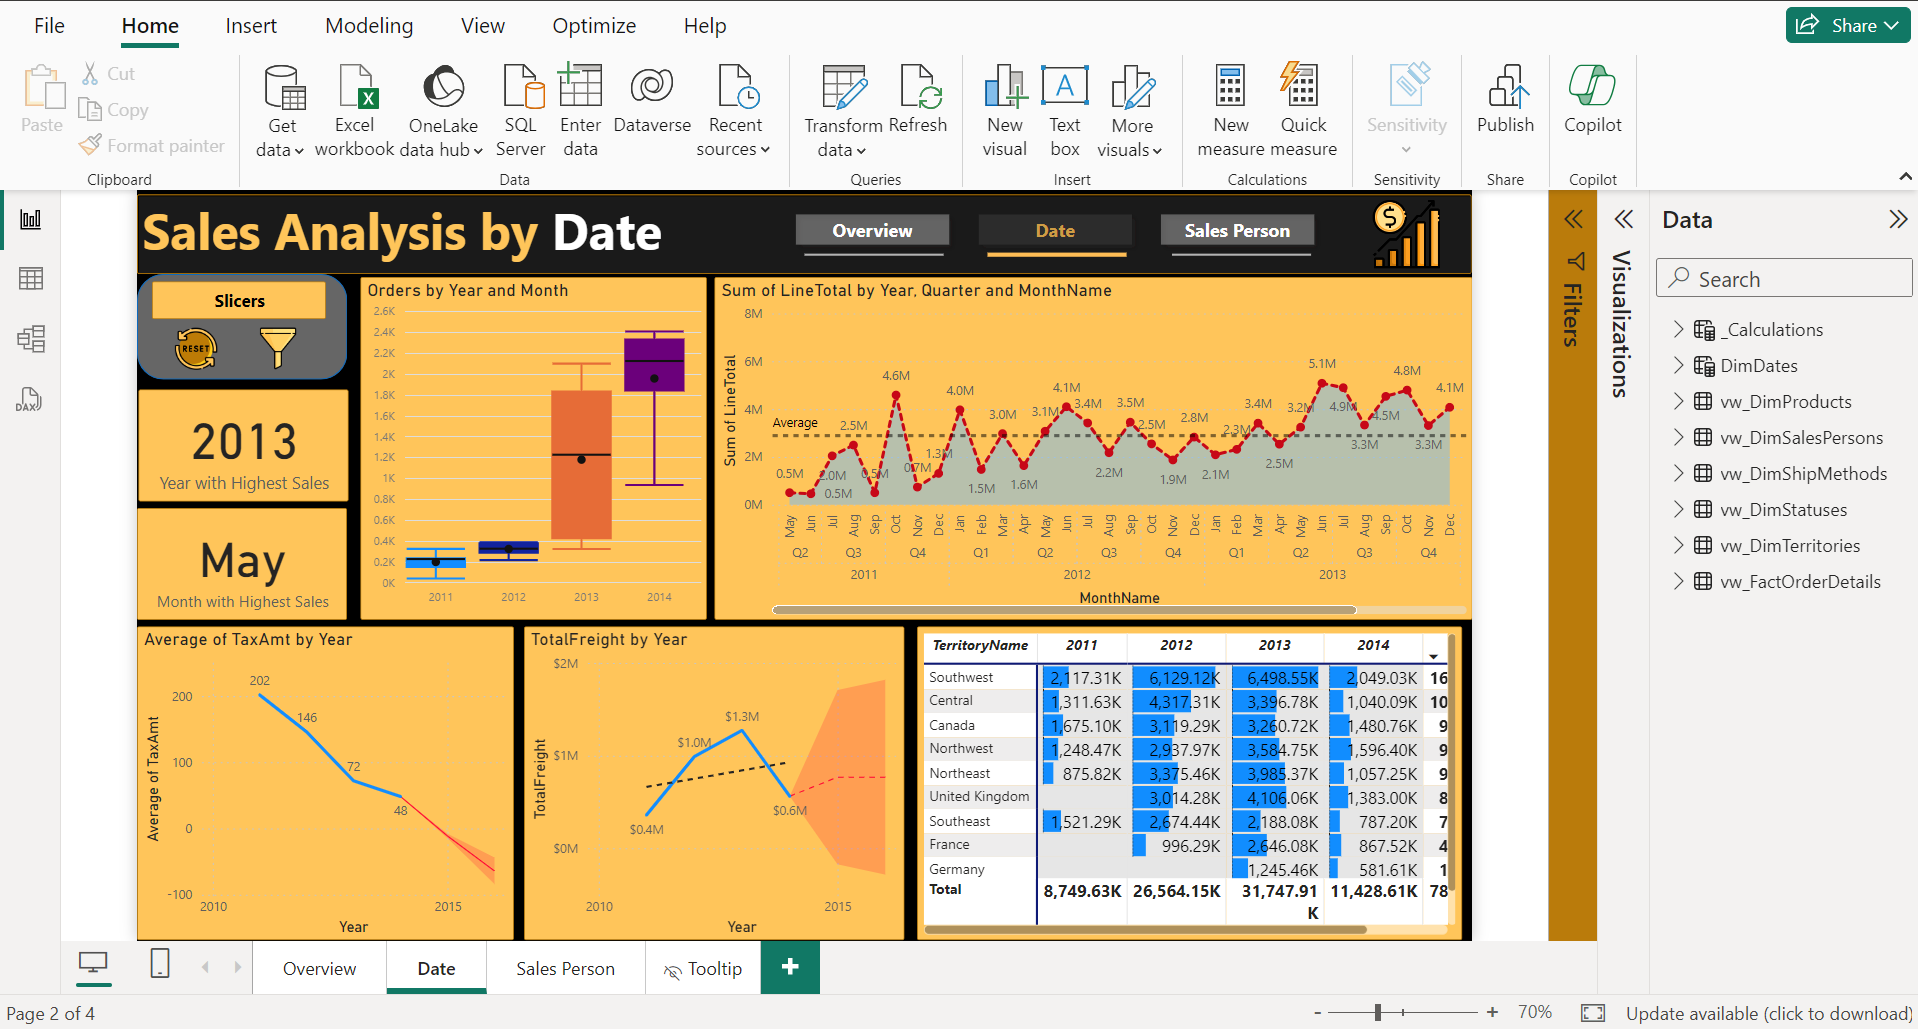 File Home Insert Modeling View Optimize Help Share
Paste
Cut
Copy
Format painter
Clipboard
Get data
Excel workbook
OneLake data hub
SQL Server
Enter data
Dataverse
Recent sources
Data
Transform data
Refresh
Queries
New visual
Text box
More visuals
Insert
New measure
Quick measure
Calculations
Sensitivity
Sensitivity
Publish
Share
Copilot
Copilot
Sales Analysis by Date
Overview
Date
Sales Person
Slicers
RESET
2013
Year with Highest Sales
May
Month with Highest Sales
Orders by Year and Month
2.6K
2.4K
2.2K
2K
1.8K
1.6K
1.4K
1.2K
1K
0.8K
0.6K
0.4K
0.2K
0K
2011 2012 2013 2014
Sum of LineTotal by Year, Quarter and MonthName
Sum of LineTotal
8M
6M
4M
2M
0M
Average
0.5M 0.5M 2.0M 2.5M 0.5M 4.6M 0.7M 1.3M 4.0M 1.5M 3.0M 1.6M 3.1M 4.1M 3.4M 2.2M 3.5M 2.5M 1.9M 2.8M 2.1M 2.3M 3.4M 2.5M 3.2M 5.1M 4.9M 3.3M 4.5M 4.8M 3.3M 4.1M
May Jun Jul Aug Sep Oct Nov Dec Jan Feb Mar Apr May Jun Jul Aug Sep Oct Nov Dec Jan Feb Mar Apr May Jun Jul Aug Sep Oct Nov Dec
Q2 Q3 Q4 Q1 Q2 Q3 Q4 Q1 Q2 Q3 Q4
2011 2012 2013
MonthName
Average of TaxAmt by Year
Average of TaxAmt
200
100
0
-100
202
146
72
48
2010 2015
Year
TotalFreight by Year
TotalFreight
$2M
$1M
$0M
$0.4M
$1.0M
$1.3M
$0.6M
2010 2015
Year
TerritoryName 2011 2012 2013 2014
Southwest 2,117.31K 6,129.12K 6,498.55K 2,049.03K 16
Central 1,311.63K 4,317.31K 3,396.78K 1,040.09K 10
Canada 1,675.10K 3,119.29K 3,260.72K 1,480.76K 9
Northwest 1,248.47K 2,937.97K 3,584.75K 1,596.40K 9
Northeast 875.82K 3,375.46K 3,985.37K 1,057.25K 9
United Kingdom 3,014.28K 4,106.06K 1,383.00K 8
Southeast 1,521.29K 2,674.44K 2,188.08K 787.20K 7
France 996.29K 2,646.08K 867.52K 4
Germany 1,245.46K 581.61K 1
Total 8,749.63K 26,564.15K 31,747.91K 11,428.61K 78
Filters
Visualizations
Data
Search
_Calculations
DimDates
vw_DimProducts
vw_DimSalesPersons
vw_DimShipMethods
vw_DimStatuses
vw_DimTerritories
vw_FactOrderDetails
DAX
Overview Date Sales Person Tooltip +
Page 2 of 4
- + 70%
Update available (click to download)